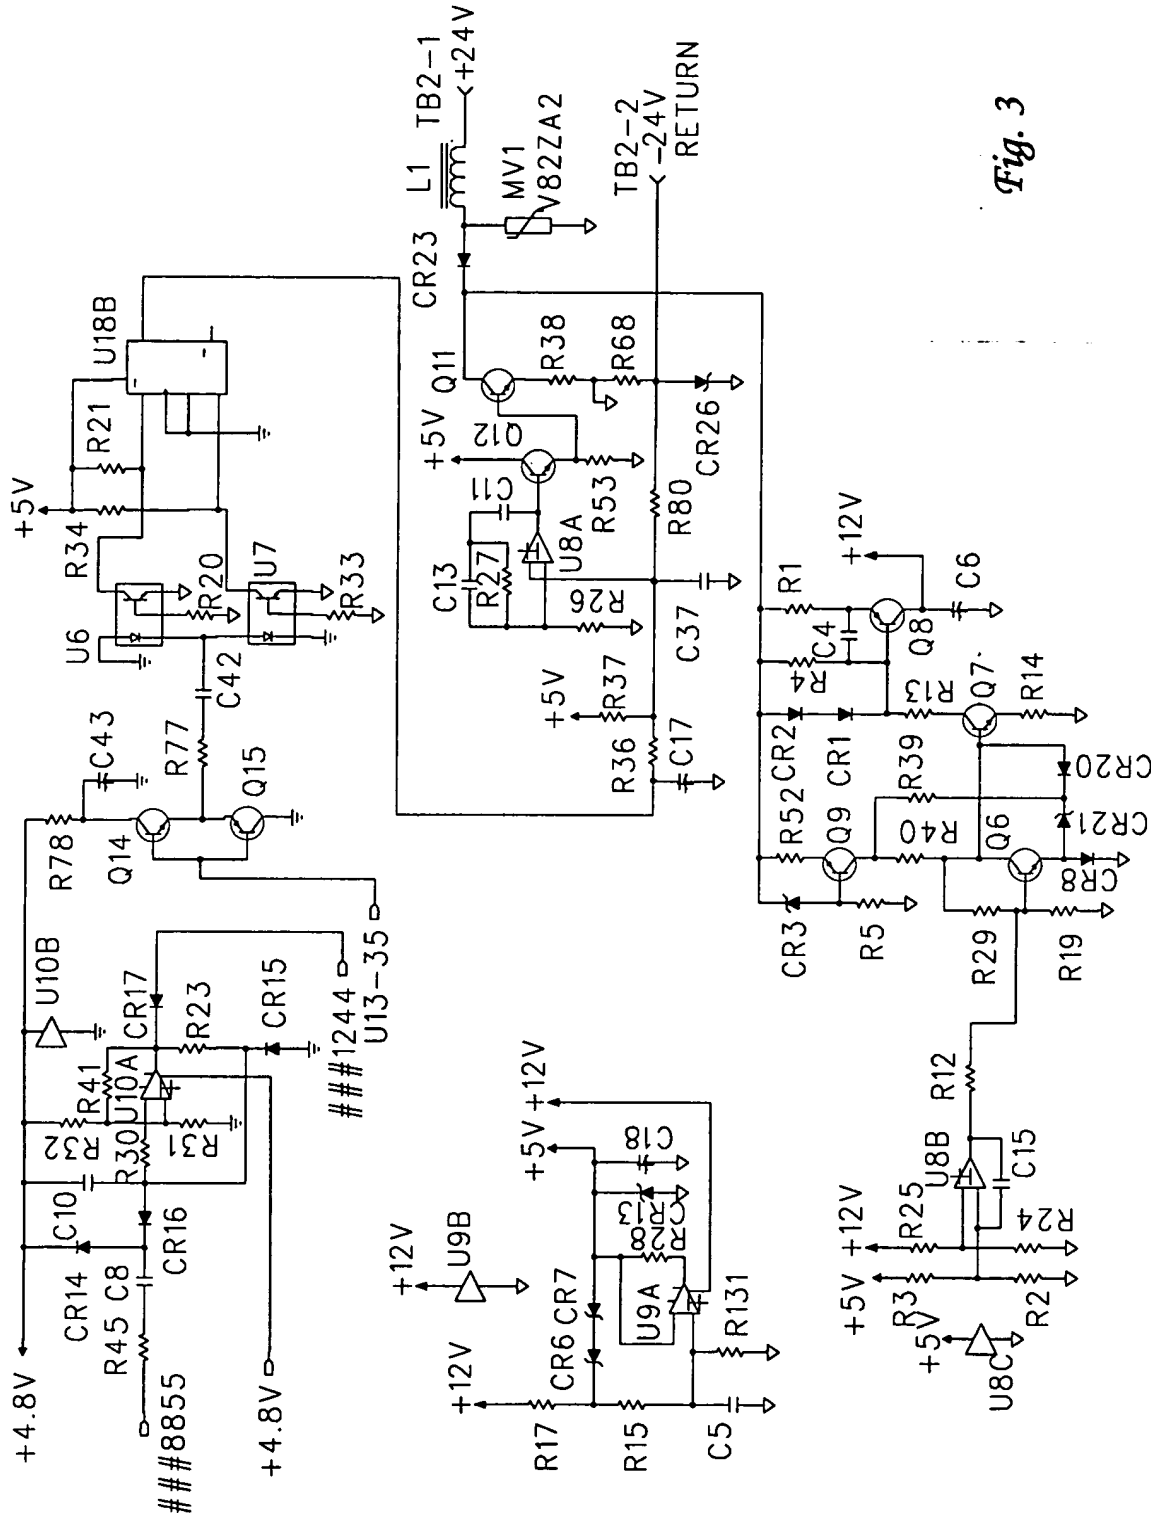 +4.8V
R78
C43
Q14
Q15
R77
C42
U6
U7
R20
R33
+5V
R34
R21
U18B
U10B
R32
R41
U10A
CR17
R23
CR15
R30
R31
C10
CR16
CR14
C8
R45
###8855
+4.8V
###1244
U13-35
L1
TB2-1
+24V
MV1
V82ZA2
CR23
TB2-2
-24V
RETURN
Q11
R38
R68
+5V
Q12
C11
C13
R27
U8A
R53
R26
R80
CR26
C37
+5V
R37
R36
C17
+12V
U9B
+12V
R17
CR6
CR7
R15
C5
U9A
R28
CR13
C18
+5V
+12V
R131
R1
+12V
C6
C4
Q8
R4
CR2
CR1
R13
Q7
R14
R52
Q9
R39
R40
Q6
CR20
CR21
CR8
CR3
R5
R29
R19
R12
U8B
C15
+12V
R25
R24
+5V
R3
R2
+5V
U8C
Fig. 3